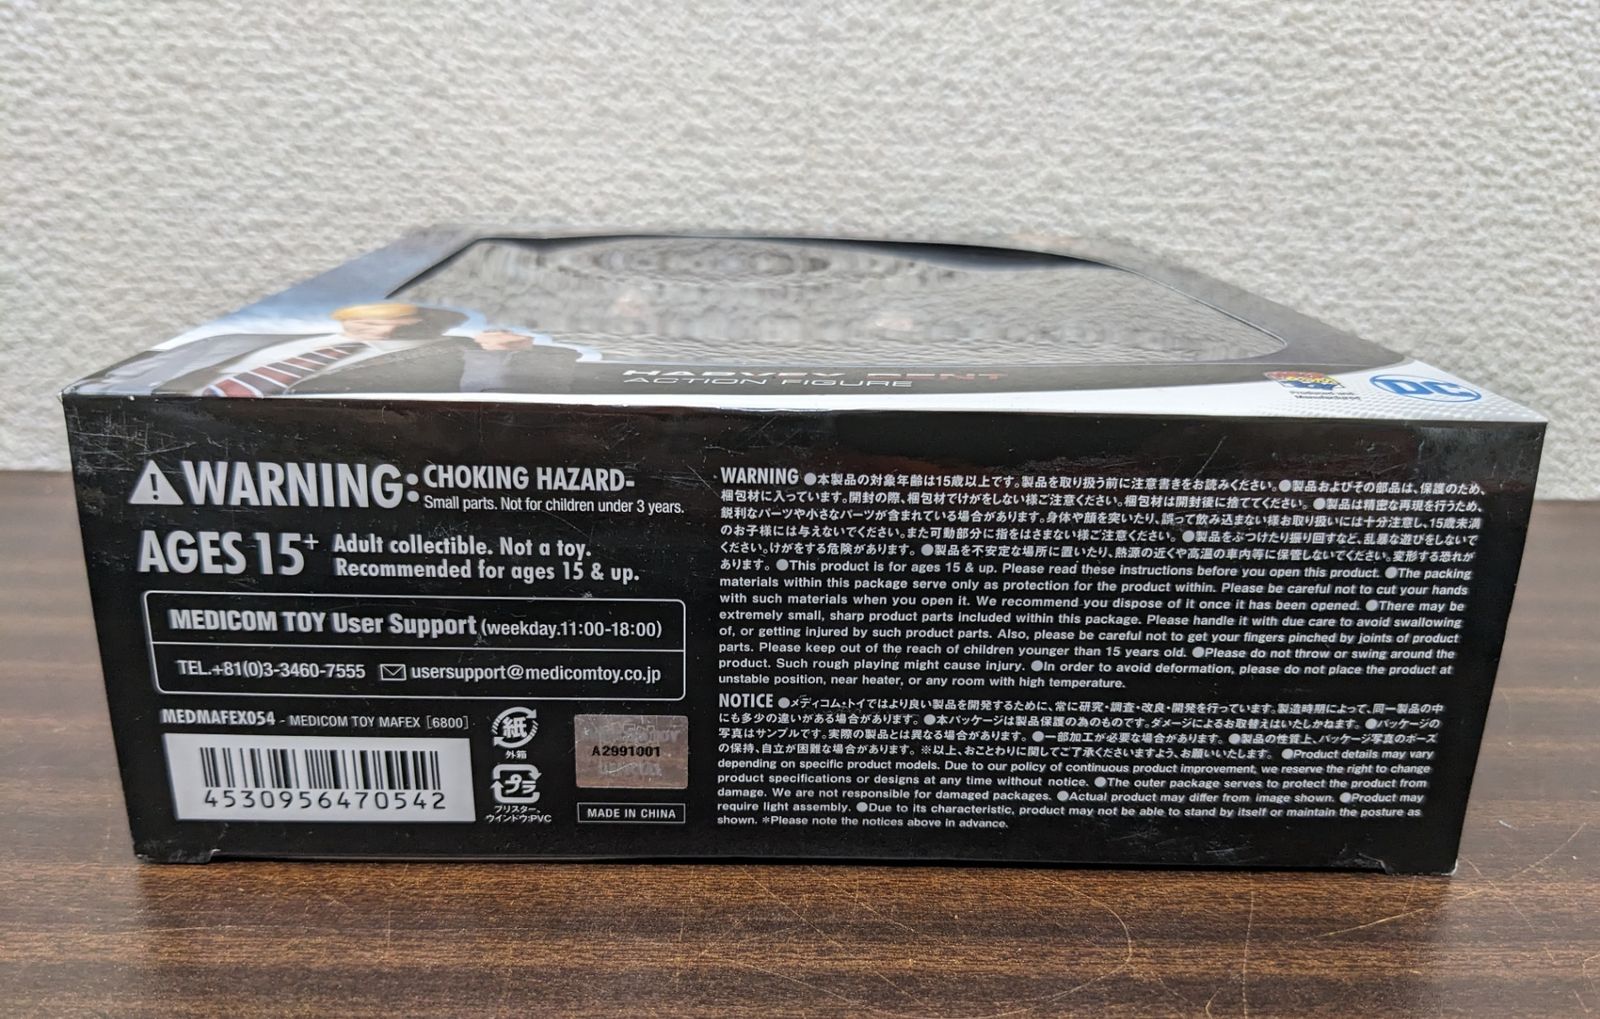 HARVEY DENT
ACTION FIGURE
Produced and
Manufactured
DC
WARNING: CHOKING HAZARD-
Small parts. Not for children under 3 years.
AGES 15+ Adult collectible. Not a toy.
Recommended for ages 15 & up.
MEDICOM TOY User Support (weekday.11:00-18:00)
TEL.+81(0)3-3460-7555 usersupport@medicomtoy.co.jp
MEDMAFEX054 - MEDICOM TOY MAFEX [6800]
4530956470542
紙
外箱
プラ
ブリスター、
ウインドウ:PVC
A2991001
MADE IN CHINA
WARNING ●本製品の対象年齢は15歳以上です。製品を取り扱う前に注意書きをお読みください。●製品およびその部品は、保護のため、
梱包材に入っています。開封の際、梱包材でけがをしない様ご注意ください。梱包材は開封後に捨ててください。●製品は精密な再現を行うため、
鋭利なパーツや小さなパーツが含まれている場合があります。身体や顔を突いたり、誤って飲み込まない様お取り扱いには十分注意し、15歳未満
のお子様には与えないでください。また可動部分に指をはさまない様ご注意ください。●製品をぶつけたり振り回すなど、乱暴な遊びをしないで
ください。けがをする危険があります。●製品を不安定な場所に置いたり、熱源の近くや高温の車内等に保管しないでください。変形する恐れが
あります。●This product is for ages 15 & up. Please read these instructions before you open this product. ●The packing
materials within this package serve only as protection for the product within. Please be careful not to cut your hands
with such materials when you open it. We recommend you dispose of it once it has been opened. ●There may be
extremely small, sharp product parts included within this package. Please handle it with due care to avoid swallowing
of, or getting injured by such product parts. Also, please be careful not to get your fingers pinched by joints of product
parts. Please keep out of the reach of children younger than 15 years old. ●Please do not throw or swing around the
product. Such rough playing might cause injury. ●In order to avoid deformation, please do not place the product at
unstable position, near heater, or any room with high temperature.
NOTICE ●メディコム・トイではより良い製品を開発するために、常に研究・調査・改良・開発を行っています。製造時期によって、同一製品の中
にも多少の違いがある場合があります。●本パッケージは製品保護の為のものです。ダメージによるお取替えはいたしかねます。●パッケージの
写真はサンプルです。実際の製品とは異なる場合があります。●一部加工が必要な場合があります。●製品の性質上、パッケージ写真のポーズ
の保持、自立が困難な場合があります。※以上、おことわりに関してご了承くださいますよう、お願いいたします。●Product details may vary
depending on specific product models. Due to our policy of continuous product improvement, we reserve the right to change
product specifications or designs at any time without notice. ●The outer package serves to protect the product from
damage. We are not responsible for damaged packages. ●Actual product may differ from image shown. ●Product may
require light assembly. ●Due to its characteristic, product may not be able to stand by itself or maintain the posture as
shown. *Please note the notices above in advance.